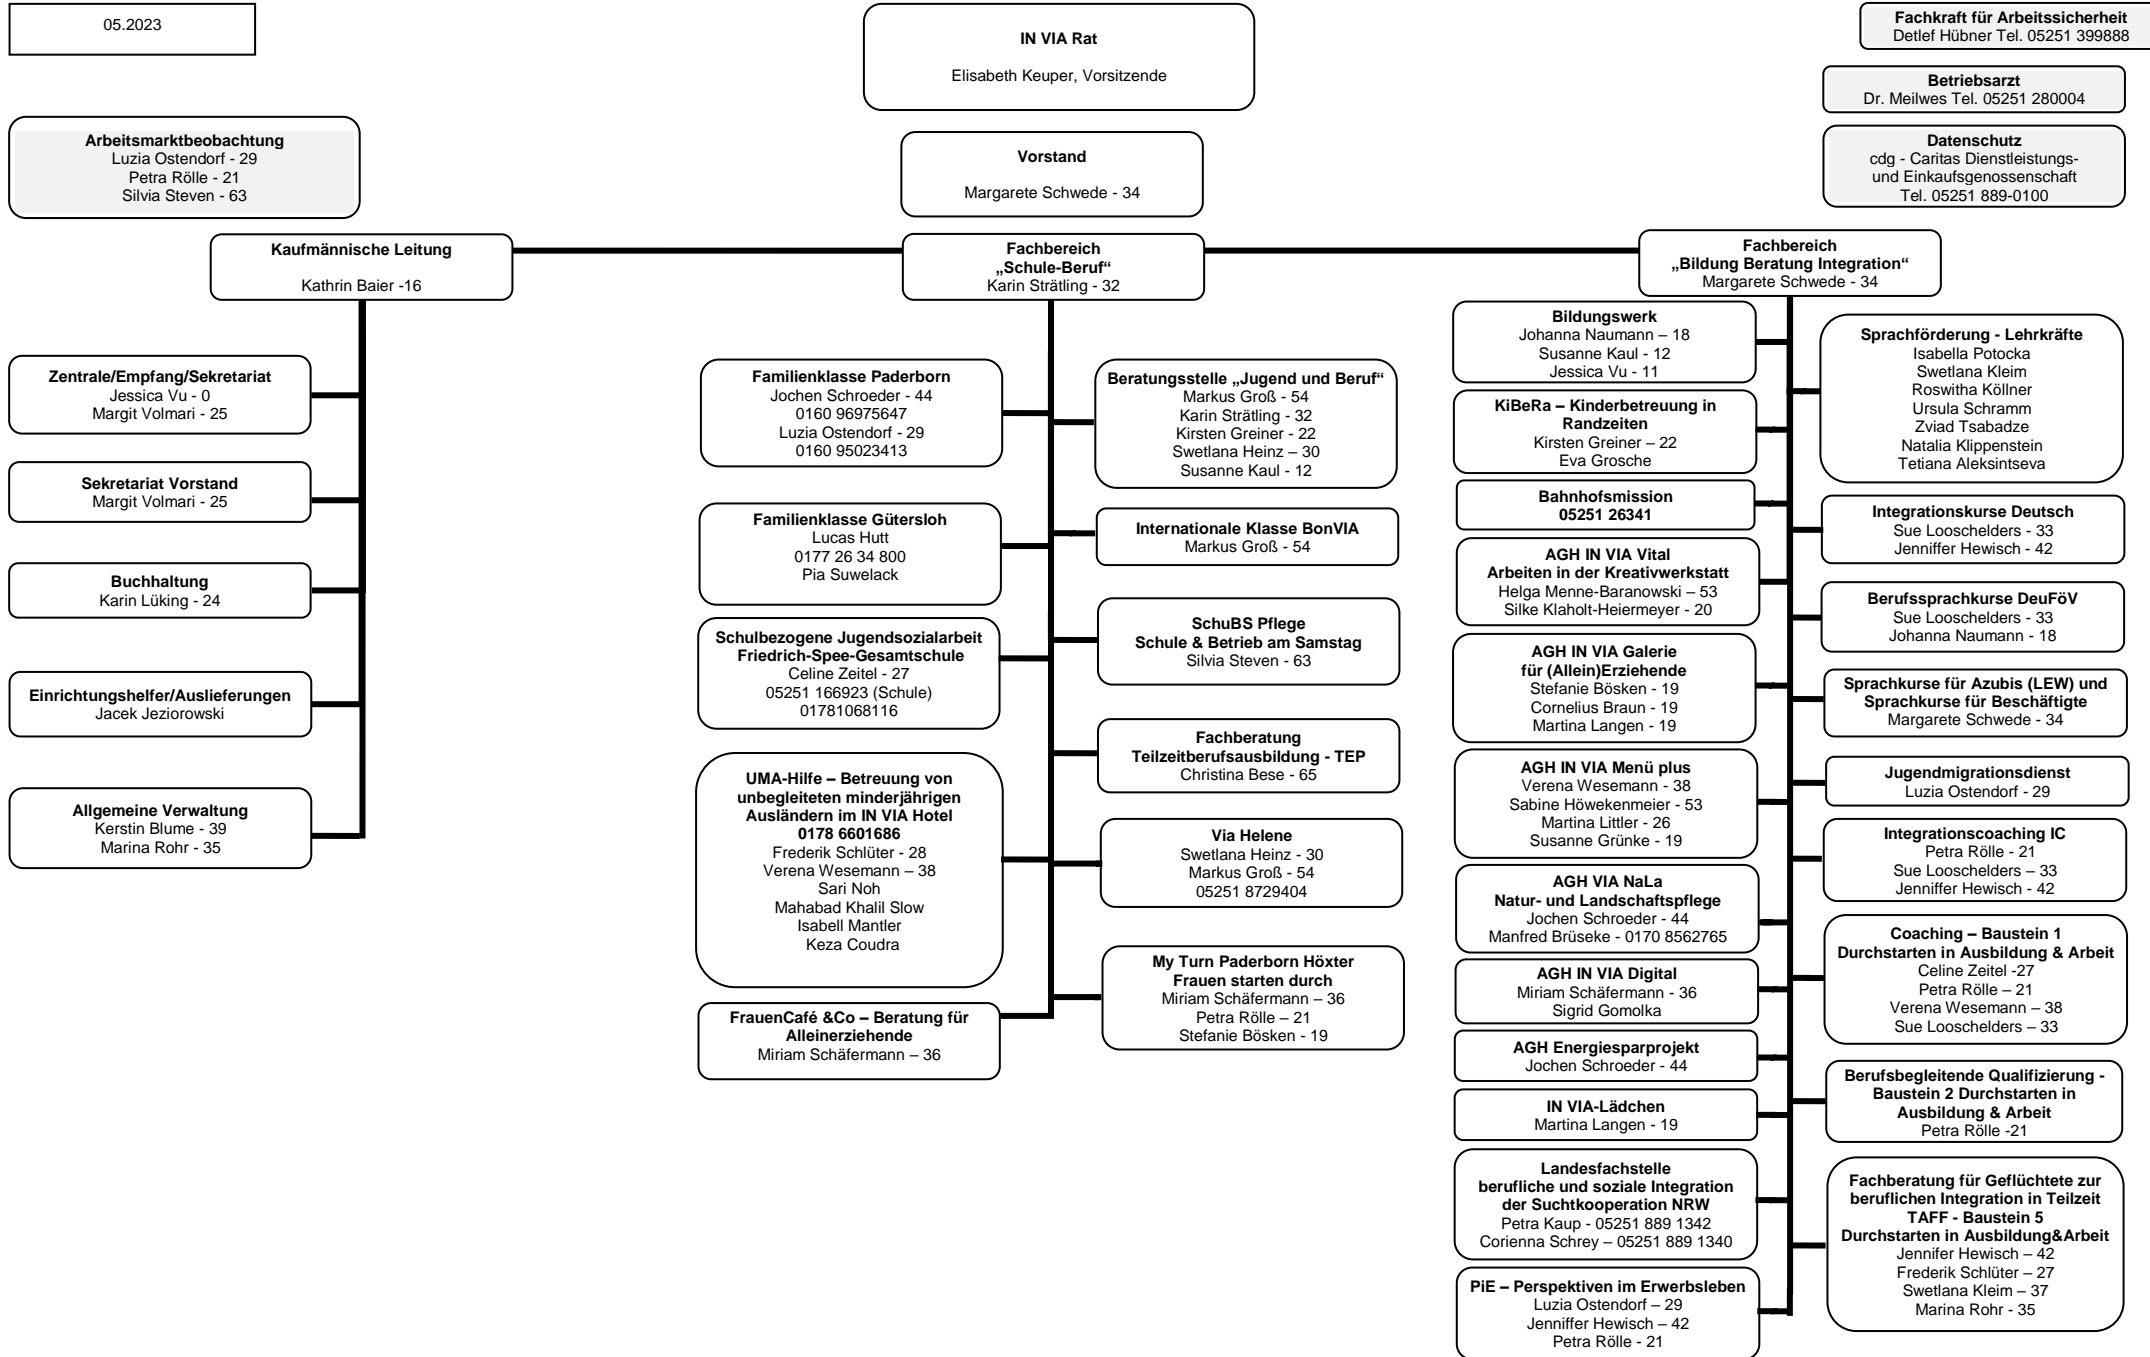 05.2023
IN VIA Rat
Elisabeth Keuper, Vorsitzende
Fachkraft für Arbeitssicherheit
Detlef Hübner Tel. 05251 399888
Betriebsarzt
Dr. Meilwes Tel. 05251 280004
Datenschutz
cdg - Caritas Dienstleistungs-
und Einkaufsgenossenschaft
Tel. 05251 889-0100
Arbeitsmarktbeobachtung
Luzia Ostendorf - 29
Petra Rölle - 21
Silvia Steven - 63
Vorstand
Margarete Schwede - 34
Kaufmännische Leitung
Kathrin Baier -16
Fachbereich
„Schule-Beruf“
Karin Strätling - 32
Fachbereich
„Bildung Beratung Integration“
Margarete Schwede - 34
Zentrale/Empfang/Sekretariat
Jessica Vu - 0
Margit Volmari - 25
Sekretariat Vorstand
Margit Volmari - 25
Buchhaltung
Karin Lüking - 24
Einrichtungshelfer/Auslieferungen
Jacek Jeziorowski
Allgemeine Verwaltung
Kerstin Blume - 39
Marina Rohr - 35
Familienklasse Paderborn
Jochen Schroeder - 44
0160 96975647
Luzia Ostendorf - 29
0160 95023413
Familienklasse Gütersloh
Lucas Hutt
0177 26 34 800
Pia Suwelack
Schulbezogene Jugendsozialarbeit
Friedrich-Spee-Gesamtschule
Celine Zeitel - 27
05251 166923 (Schule)
01781068116
UMA-Hilfe – Betreuung von
unbegleiteten minderjährigen
Ausländern im IN VIA Hotel
0178 6601686
Frederik Schlüter - 28
Verena Wesemann – 38
Sari Noh
Mahabad Khalil Slow
Isabell Mantler
Keza Coudra
FrauenCafé &Co – Beratung für
Alleinerziehende
Miriam Schäfermann – 36
Beratungsstelle „Jugend und Beruf“
Markus Groß - 54
Karin Strätling - 32
Kirsten Greiner - 22
Swetlana Heinz – 30
Susanne Kaul - 12
Internationale Klasse BonVIA
Markus Groß - 54
SchuBS Pflege
Schule & Betrieb am Samstag
Silvia Steven - 63
Fachberatung
Teilzeitberufsausbildung - TEP
Christina Bese - 65
Via Helene
Swetlana Heinz - 30
Markus Groß - 54
05251 8729404
My Turn Paderborn Höxter
Frauen starten durch
Miriam Schäfermann – 36
Petra Rölle – 21
Stefanie Bösken - 19
Bildungswerk
Johanna Naumann – 18
Susanne Kaul - 12
Jessica Vu - 11
KiBeRa – Kinderbetreuung in
Randzeiten
Kirsten Greiner – 22
Eva Grosche
Bahnhofsmission
05251 26341
AGH IN VIA Vital
Arbeiten in der Kreativwerkstatt
Helga Menne-Baranowski – 53
Silke Klaholt-Heiermeyer - 20
AGH IN VIA Galerie
für (Allein)Erziehende
Stefanie Bösken - 19
Cornelius Braun - 19
Martina Langen - 19
AGH IN VIA Menü plus
Verena Wesemann - 38
Sabine Höwekenmeier - 53
Martina Littler - 26
Susanne Grünke - 19
AGH VIA NaLa
Natur- und Landschaftspflege
Jochen Schroeder - 44
Manfred Brüseke - 0170 8562765
AGH IN VIA Digital
Miriam Schäfermann - 36
Sigrid Gomolka
AGH Energiesparprojekt
Jochen Schroeder - 44
IN VIA-Lädchen
Martina Langen - 19
Landesfachstelle
berufliche und soziale Integration
der Suchtkooperation NRW
Petra Kaup - 05251 889 1342
Corienna Schrey – 05251 889 1340
PiE – Perspektiven im Erwerbsleben
Luzia Ostendorf – 29
Jenniffer Hewisch – 42
Petra Rölle - 21
Sprachförderung - Lehrkräfte
Isabella Potocka
Swetlana Kleim
Roswitha Köllner
Ursula Schramm
Zviad Tsabadze
Natalia Klippenstein
Tetiana Aleksintseva
Integrationskurse Deutsch
Sue Looschelders - 33
Jenniffer Hewisch - 42
Berufssprachkurse DeuFöV
Sue Looschelders - 33
Johanna Naumann - 18
Sprachkurse für Azubis (LEW) und
Sprachkurse für Beschäftigte
Margarete Schwede - 34
Jugendmigrationsdienst
Luzia Ostendorf - 29
Integrationscoaching IC
Petra Rölle - 21
Sue Looschelders – 33
Jenniffer Hewisch - 42
Coaching – Baustein 1
Durchstarten in Ausbildung & Arbeit
Celine Zeitel -27
Petra Rölle – 21
Verena Wesemann – 38
Sue Looschelders – 33
Berufsbegleitende Qualifizierung -
Baustein 2 Durchstarten in
Ausbildung & Arbeit
Petra Rölle -21
Fachberatung für Geflüchtete zur
beruflichen Integration in Teilzeit
TAFF - Baustein 5
Durchstarten in Ausbildung&Arbeit
Jennifer Hewisch – 42
Frederik Schlüter – 27
Swetlana Kleim – 37
Marina Rohr - 35